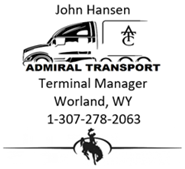 John Hansen
ATC
ADMIRAL TRANSPORT
Terminal Manager
Worland, WY
1-307-278-2063